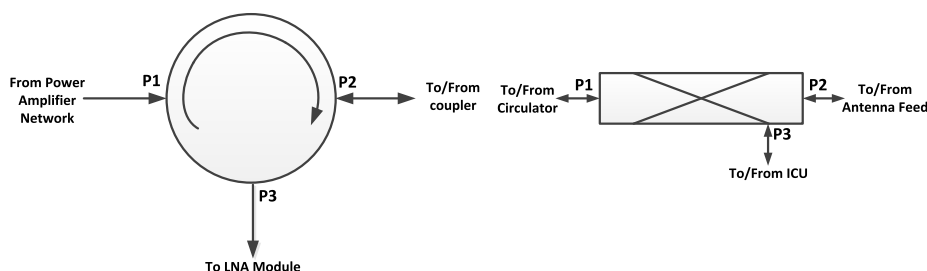 From Power
Amplifier
Network
P1
P2
To/From
coupler
P3
To LNA Module
To/From
Circulator
P1
P2
To/From
Antenna Feed
P3
To/From ICU